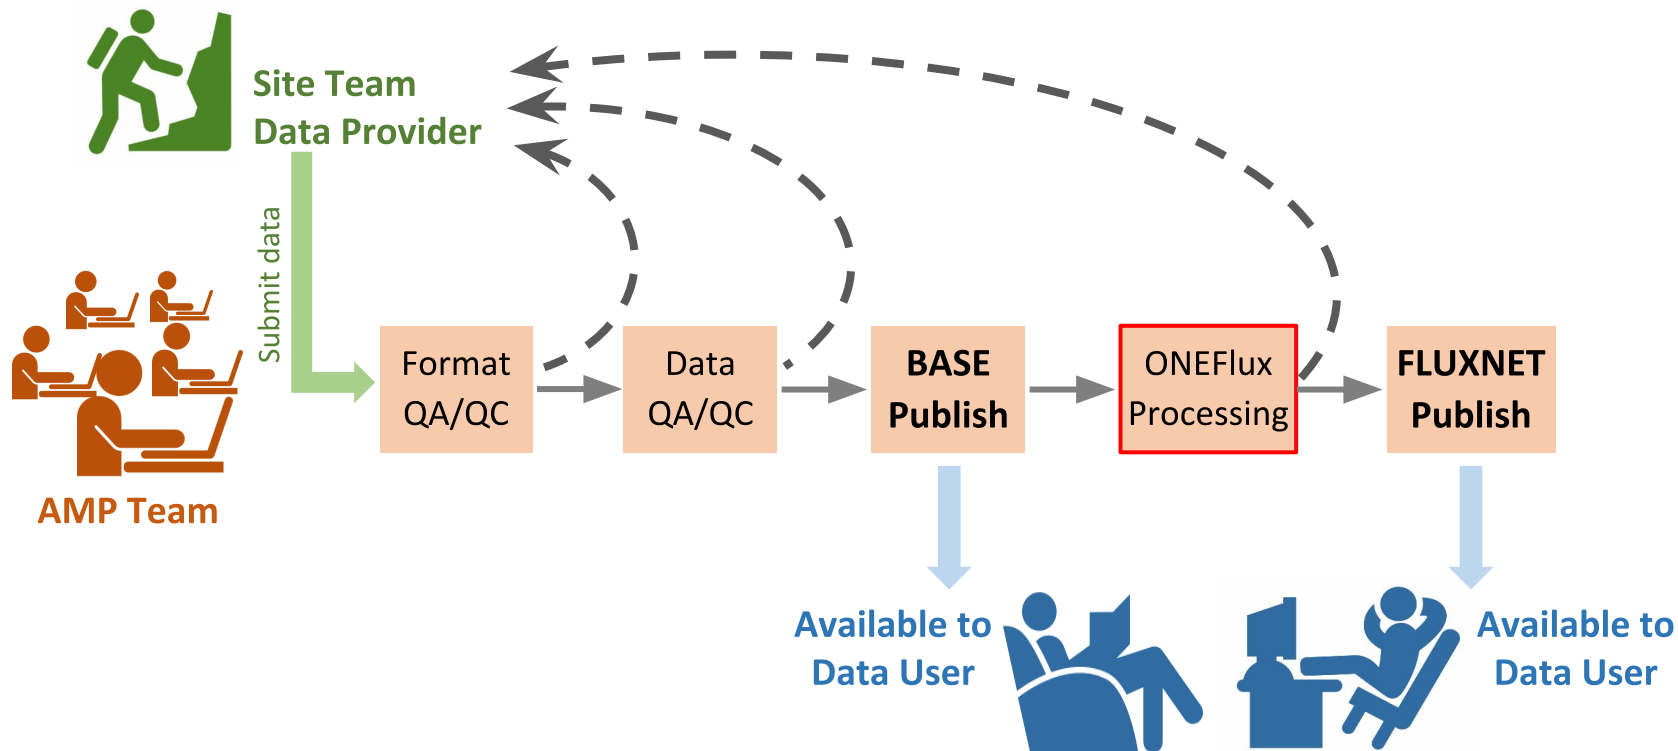 Site Team
Data Provider
Submit data
AMP Team
Format
QA/QC
Data
QA/QC
BASE
Publish
ONEFlux
Processing
FLUXNET
Publish
Available to
Data User
Available to
Data User